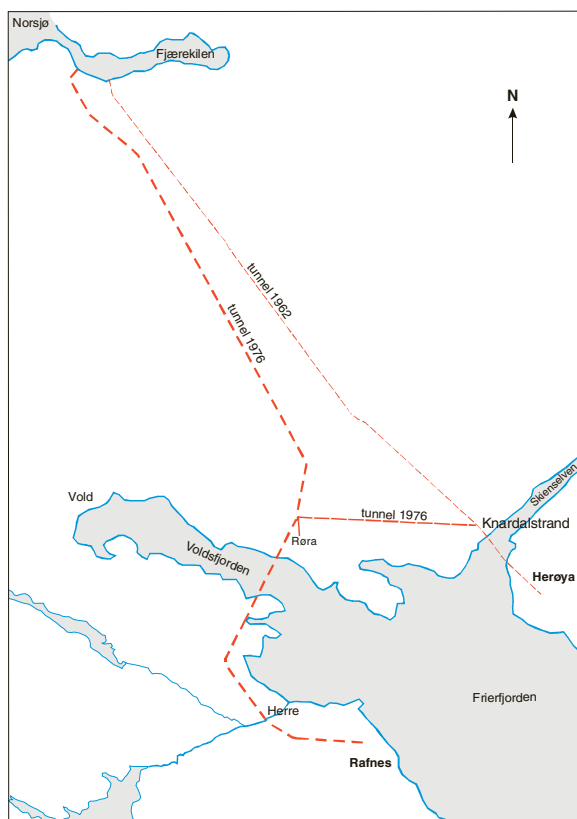 Norsjø
Fjærekilen
N
tunnel 1962
tunnel 1976
Skienselven
Vold
tunnel 1976
Knardalstrand
Røra
Voldsfjorden
Herøya
Frierfjorden
Herre
Rafnes